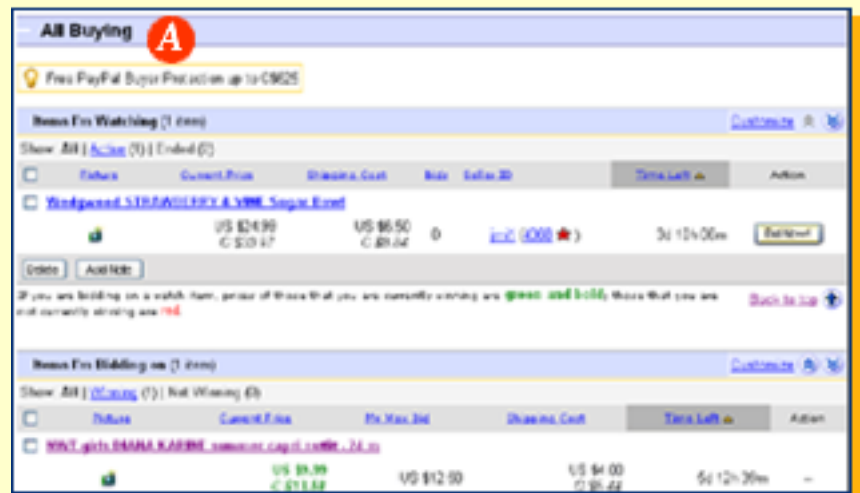 All Buying A
Free PayPal Buyer Protection up to C$625
Items I'm Watching (1 item) Customize
Show: All | Active (1) | Ended (0)
Picture Current Price Shipping Cost Bids Seller ID Time Left Action
STRAWBERRY & VINE Sugar Bowl
US $24.99 US $6.50 0
Bid Now!
Delete Add Note
If you are bidding on a watch item, prices of those that you are currently winning are green and bold, those that you are Back to top
not currently winning are red.
Items I'm Bidding on (1 item) Customize
Show: All | Winning (1) | Not Winning (0)
Picture Current Price My Max Bid Shipping Cost Time Left Action
girls summer capri
US $9.99 US $12.50 US $4.00 5d 12h 39m --